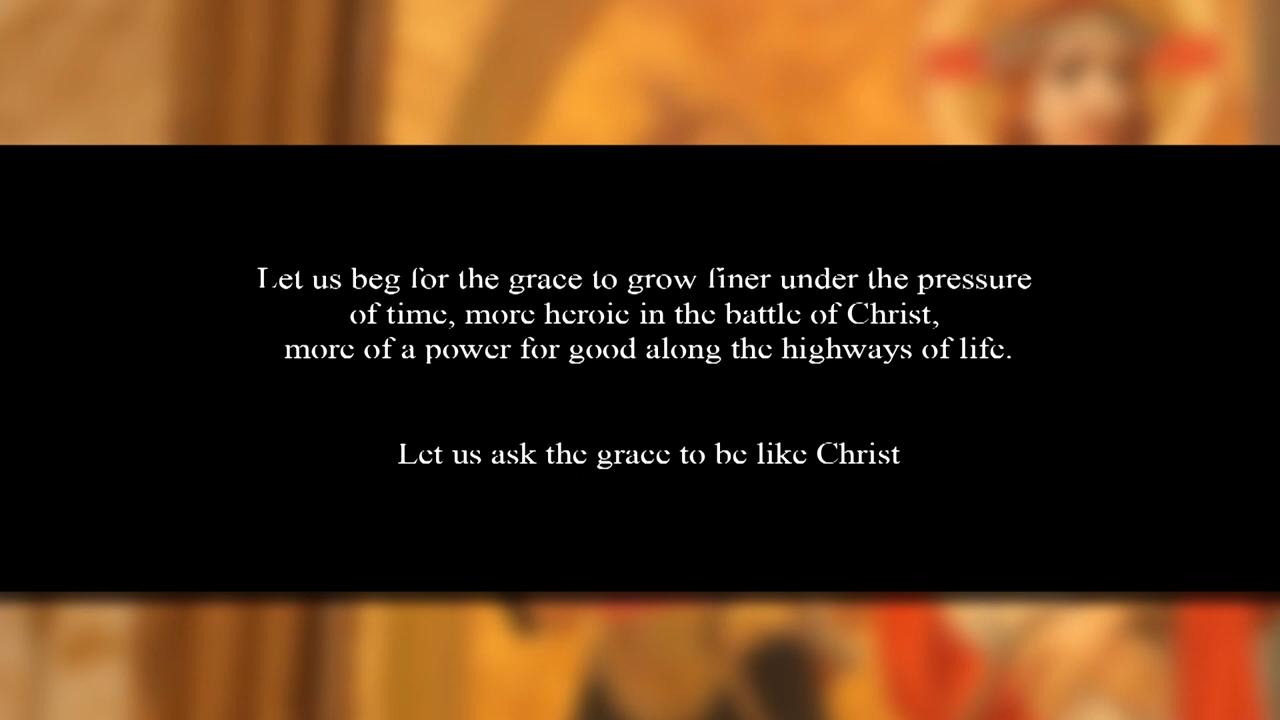 Let us beg for the grace to grow finer under the pressure
of time, more heroic in the battle of Christ,
more of a power for good along the highways of life.
Let us ask the grace to be like Christ